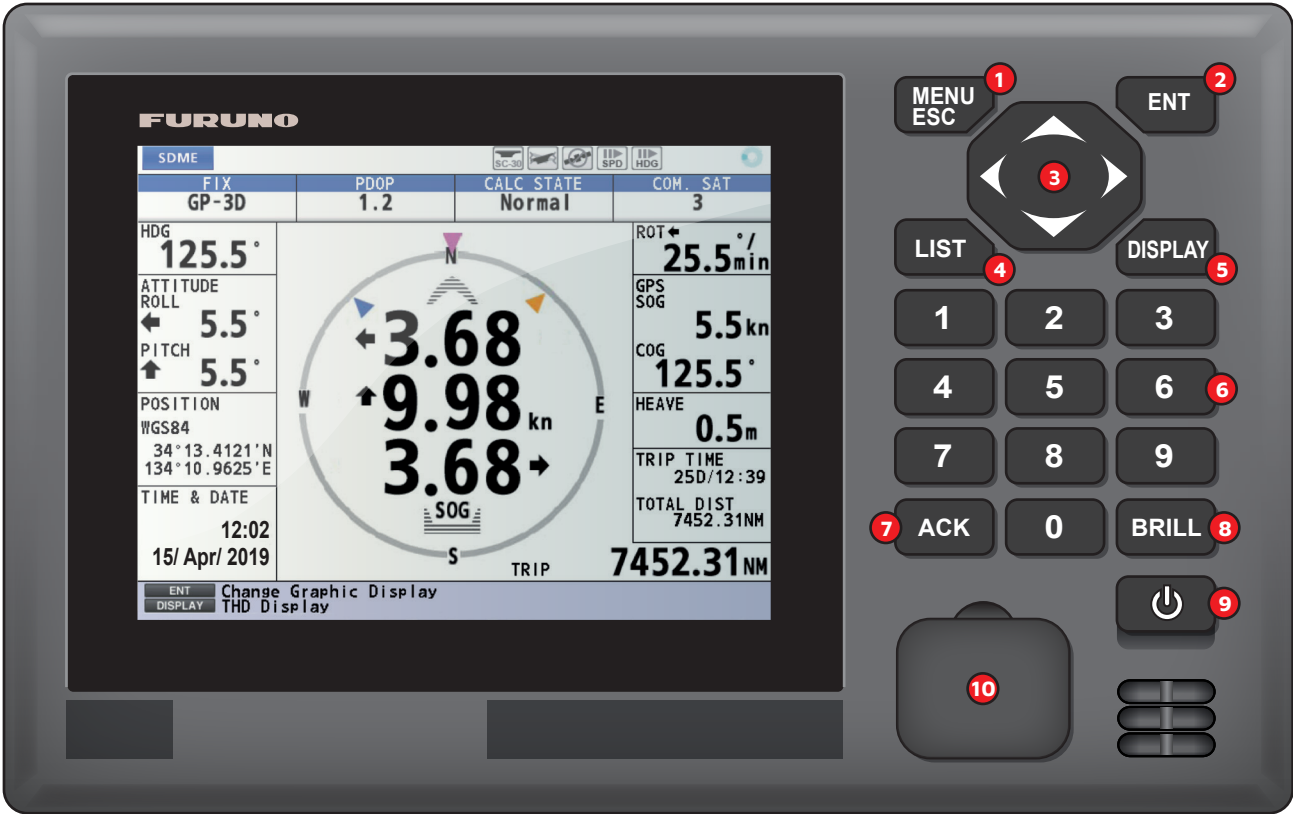 FURUNO
SDME
SC-30
SPD
HDG
FIX
PDOP
CALC STATE
COM. SAT
GP-3D
1.2
Normal
3
HDG
125.5°
ATTITUDE
ROLL
5.5°
PITCH
5.5°
POSITION
WGS84
34°13.4121'N
134°10.9625'E
TIME & DATE
12:02
15/ Apr/ 2019
N
W
E
S
3.68
9.98 kn
3.68
SOG
ROT
25.5°/min
GPS
SOG
5.5kn
COG
125.5°
HEAVE
0.5m
TRIP TIME
25D/12:39
TOTAL DIST
7452.31NM
TRIP 7452.31NM
ENT Change Graphic Display
DISPLAY THD Display
MENU
ESC
1
ENT
2
3
LIST
4
DISPLAY
5
1 2 3
4 5 6
6
7 8 9
7
ACK
0
BRILL
8
9
10